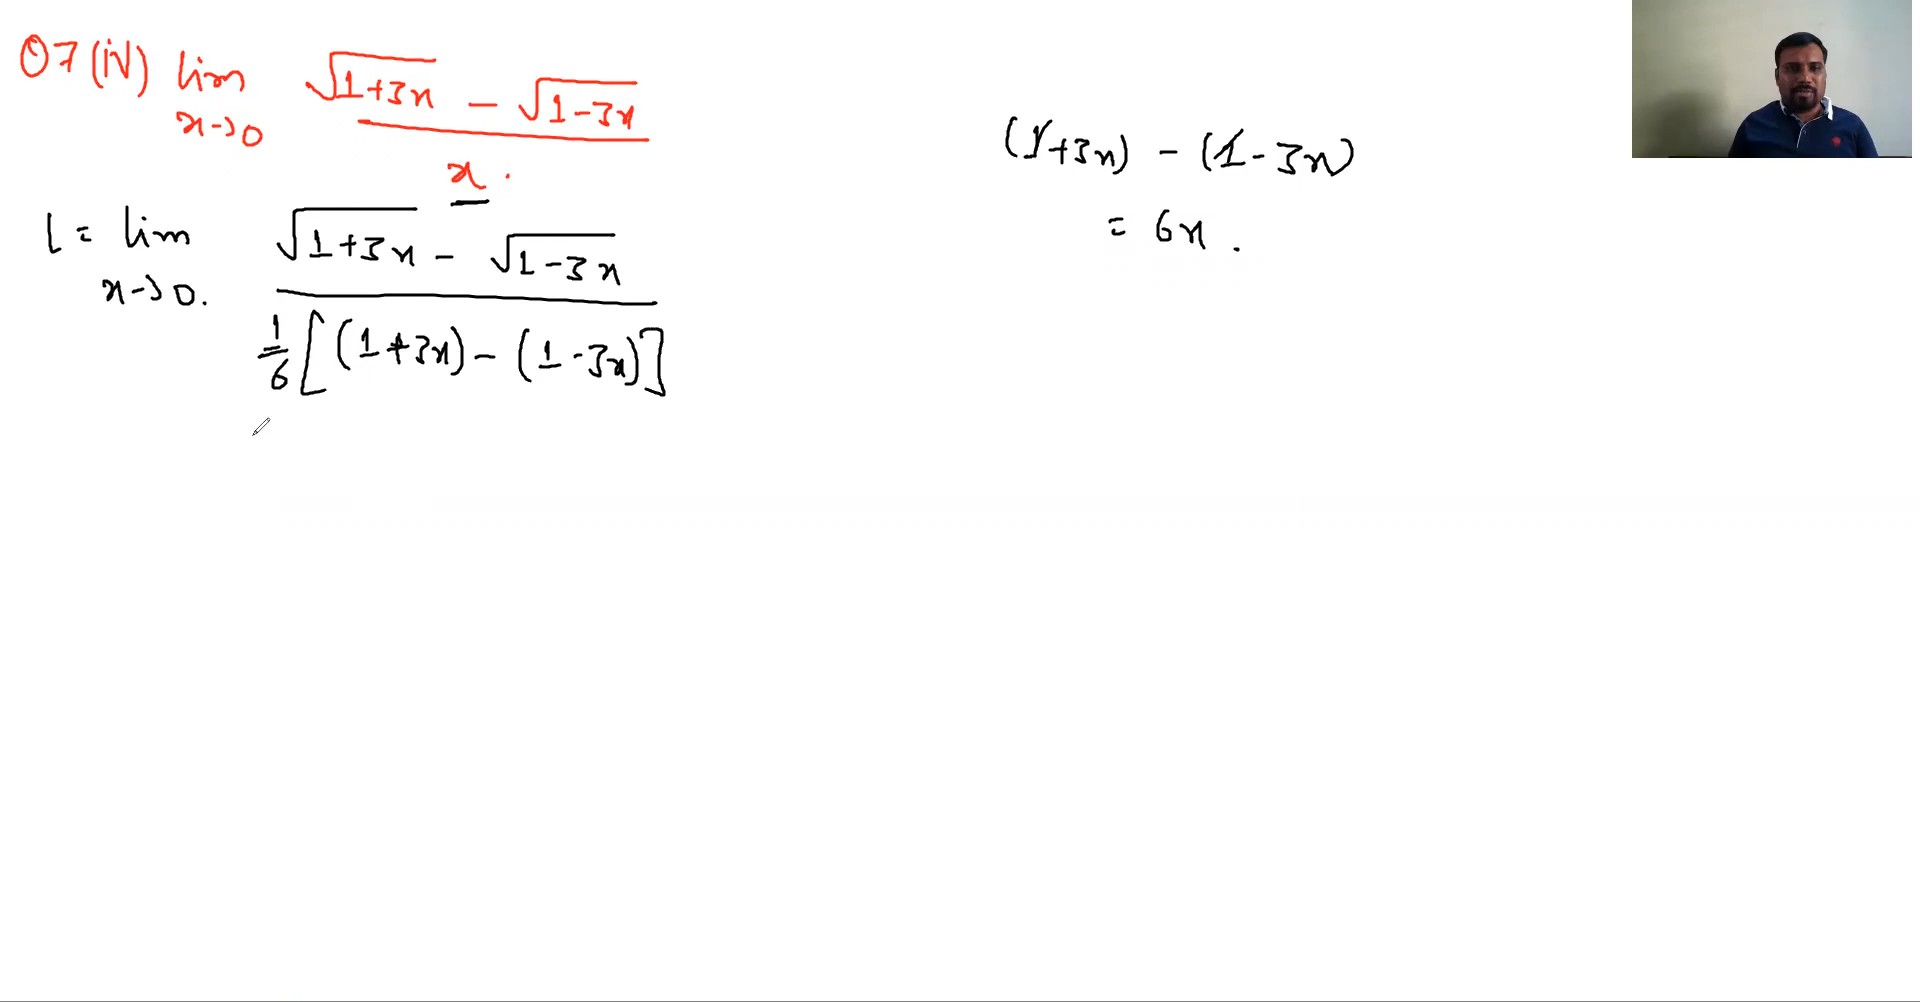 Q7 (iv) lim x→0 (√(1+3x) − √(1−3x)) / x .
L = lim x→0. (√(1+3x) − √(1−3x)) / (1/6 [(1+3x) − (1−3x)])
(1+3x) − (1−3x)
= 6x .